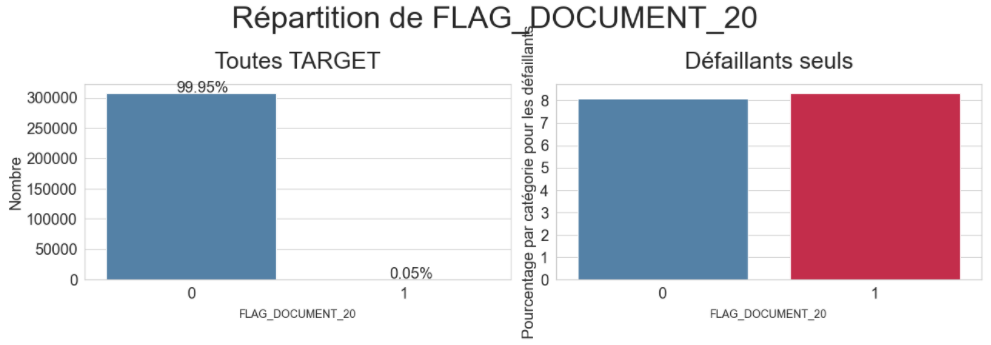 Répartition de FLAG_DOCUMENT_20
Toutes TARGET
Nombre
300000
250000
200000
150000
100000
50000
0
99.95%
0.05%
0 1
FLAG_DOCUMENT_20
Défaillants seuls
Pourcentage par catégorie pour les défaillants
8
7
6
5
4
3
2
1
0
0 1
FLAG_DOCUMENT_20